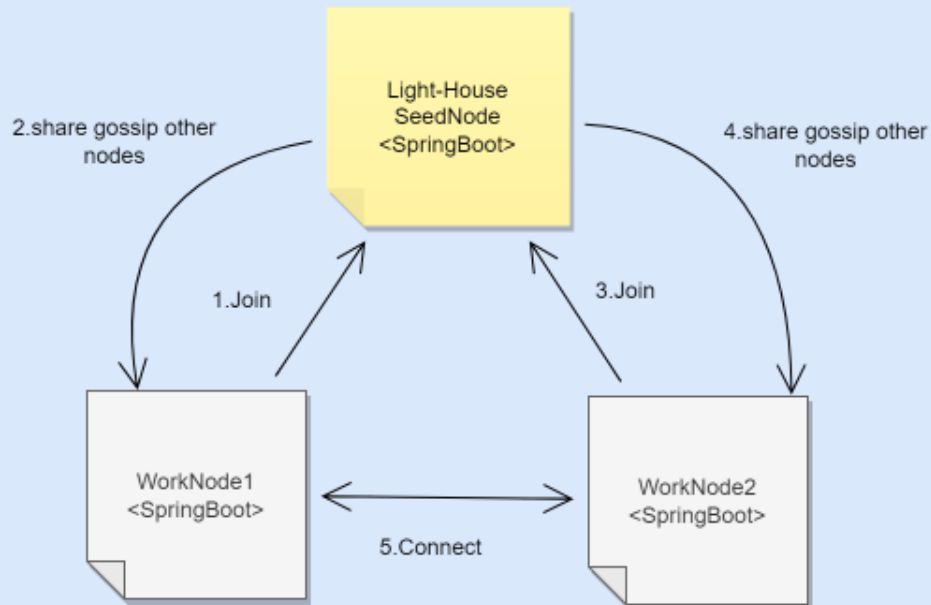 Light-House
SeedNode
<SpringBoot>
2.share gossip other
nodes
4.share gossip other
nodes
1.Join
3.Join
WorkNode1
<SpringBoot>
WorkNode2
<SpringBoot>
5.Connect